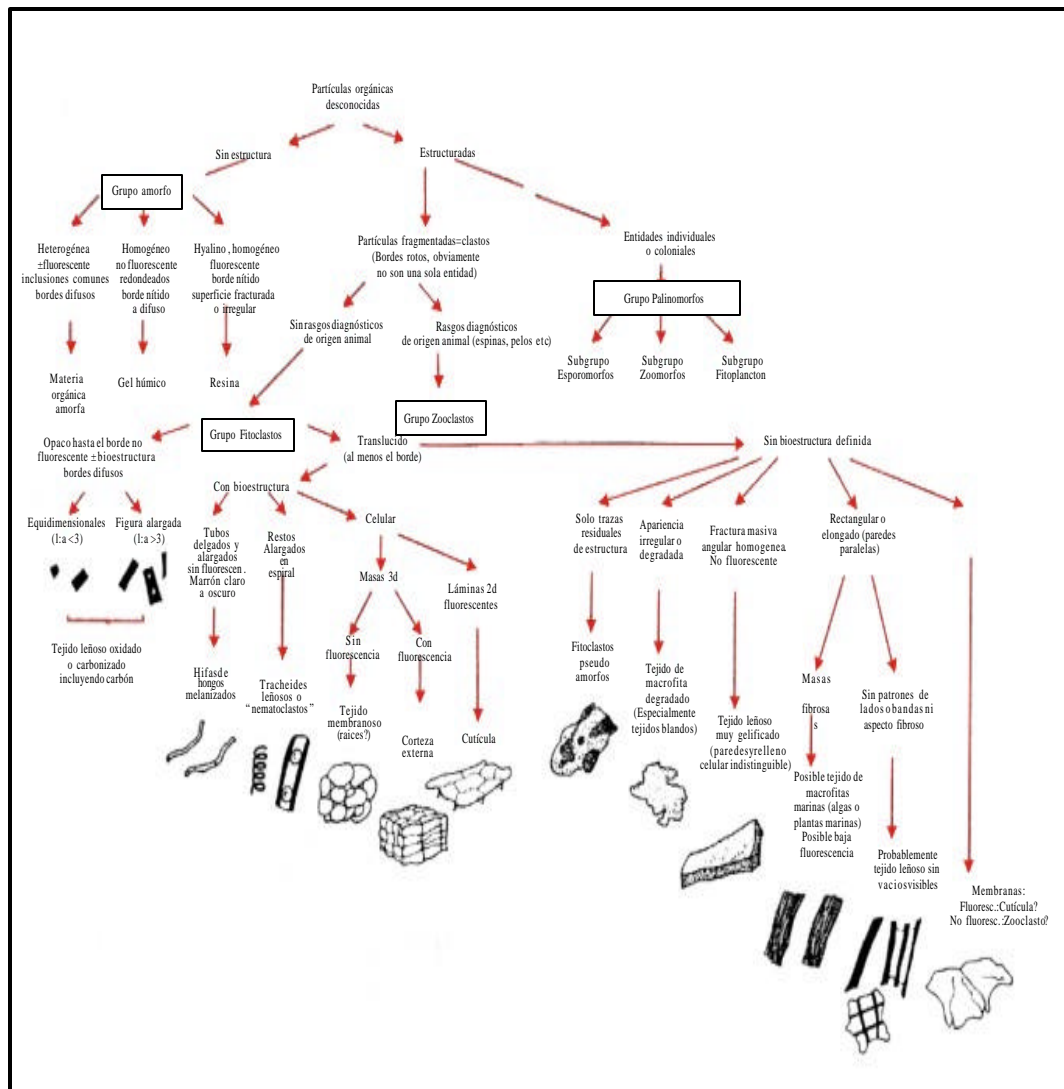 Partículas orgánicas
desconocidas
Sin estructura
Estructuradas
Grupo amorfo
Heterogénea
±fluorescente
inclusiones comunes
bordes difusos
Homogéneo
no fluorescente
redondeados
borde nítido
a difuso
Hyalino, homogéneo
fluorescente
borde nítido
superficie fracturada
o irregular
Partículas fragmentadas=clastos
(Bordes rotos, obviamente
no son una sola entidad)
Entidades individuales
o coloniales
Grupo Palinomorfos
Sin rasgos diagnósticos
de origen animal
Rasgos diagnósticos
de origen animal (espinas, pelos etc)
Subgrupo
Esporomorfos
Subgrupo
Zoomorfos
Subgrupo
Fitoplancton
Materia
orgánica
amorfa
Gel húmico
Resina
Grupo Zooclastos
Grupo Fitoclastos
Opaco hasta el borde no
fluorescente ±bioestructura
bordes difusos
Translucido
(al menos el borde)
Sin bioestructura definida
Con bioestructura
Equidimensionales
(l:a <3)
Figura alargada
(l:a >3)
Tubos
delgados y
alargados
sin fluorescen.
Marrón claro
a oscuro
Restos
Alargados
en
espiral
Celular
Solo trazas
residuales
de estructura
Apariencia
irregular o
degradada
Fractura masiva
angular homogenea.
No fluorescente
Rectangular o
elongado (paredes
paralelas)
Masas 3d
Láminas 2d
fluorescentes
Tejido leñoso oxidado
o carbonizado
incluyendo carbón
Sin
fluorescencia
Con
fluorescencia
Hifas de
hongos
melanizados
Tracheides
leñosos o
“nematoclastos”
Tejido
membranoso
(raices?)
Corteza
externa
Cutícula
Fitoclastos
pseudo
amorfos
Tejido de
macrofita
degradado
(Especialmente
tejidos blandos)
Tejido leñoso
muy gelificado
(paredes y relleno
celular indistinguible)
Masas
fibrosa
s
Sin patrones de
lados o bandas ni
aspecto fibroso
Posible tejido de
macrofitas
marinas (algas o
plantas marinas)
Posible baja
fluorescencia
Probablemente
tejido leñoso sin
vacios visibles
Membranas:
Fluoresc.:Cutícula?
No fluoresc.:Zooclasto?